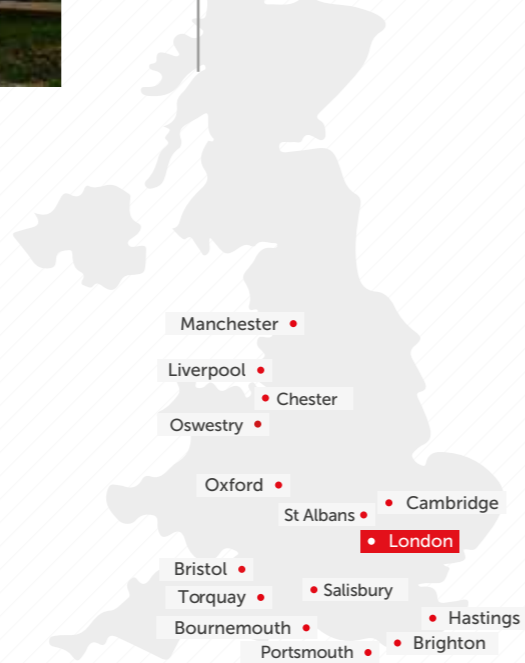 Manchester
Liverpool
Chester
Oswestry
Oxford
Cambridge
St Albans
London
Bristol
Salisbury
Torquay
Hastings
Bournemouth
Brighton
Portsmouth